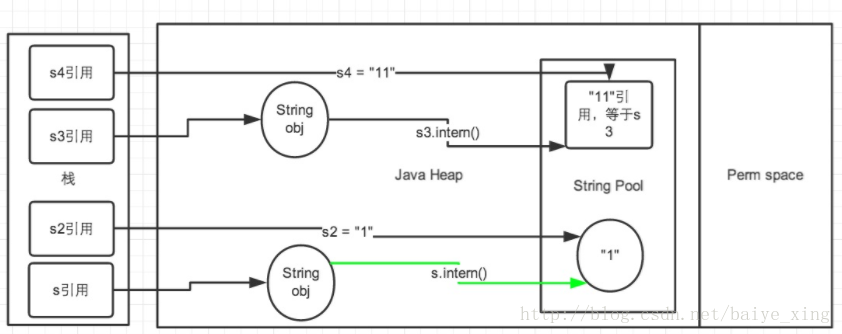 s4引用
s4 = "11"
"11"引
用，等于s
3
s3引用
String
obj
s3.intern()
栈
Java Heap
String Pool
Perm space
s2引用
s2 = "1"
"1"
s引用
String
obj
s.intern()
http://blog.csdn.net/baiye_xing